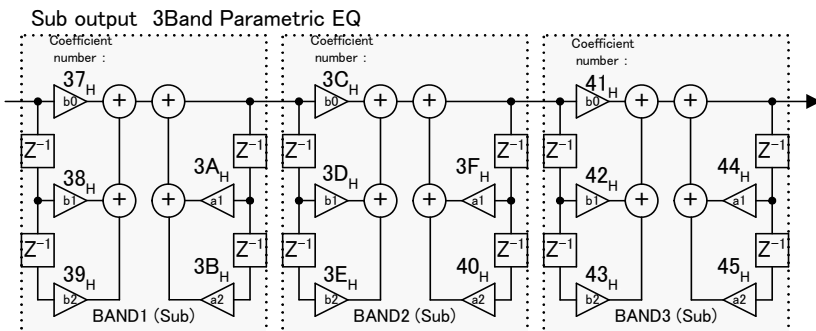 Sub output 3Band Parametric EQ
Coefficient number :
37H
b0
+
+
Z⁻¹
Z⁻¹
38H
b1
+
+
3AH
a1
Z⁻¹
Z⁻¹
39H
b2
3BH
a2
BAND1 (Sub)
Coefficient number :
3CH
b0
+
+
Z⁻¹
Z⁻¹
3DH
b1
+
+
3FH
a1
Z⁻¹
Z⁻¹
3EH
b2
40H
a2
BAND2 (Sub)
Coefficient number :
41H
b0
+
+
Z⁻¹
Z⁻¹
42H
b1
+
+
44H
a1
Z⁻¹
Z⁻¹
43H
b2
45H
a2
BAND3 (Sub)